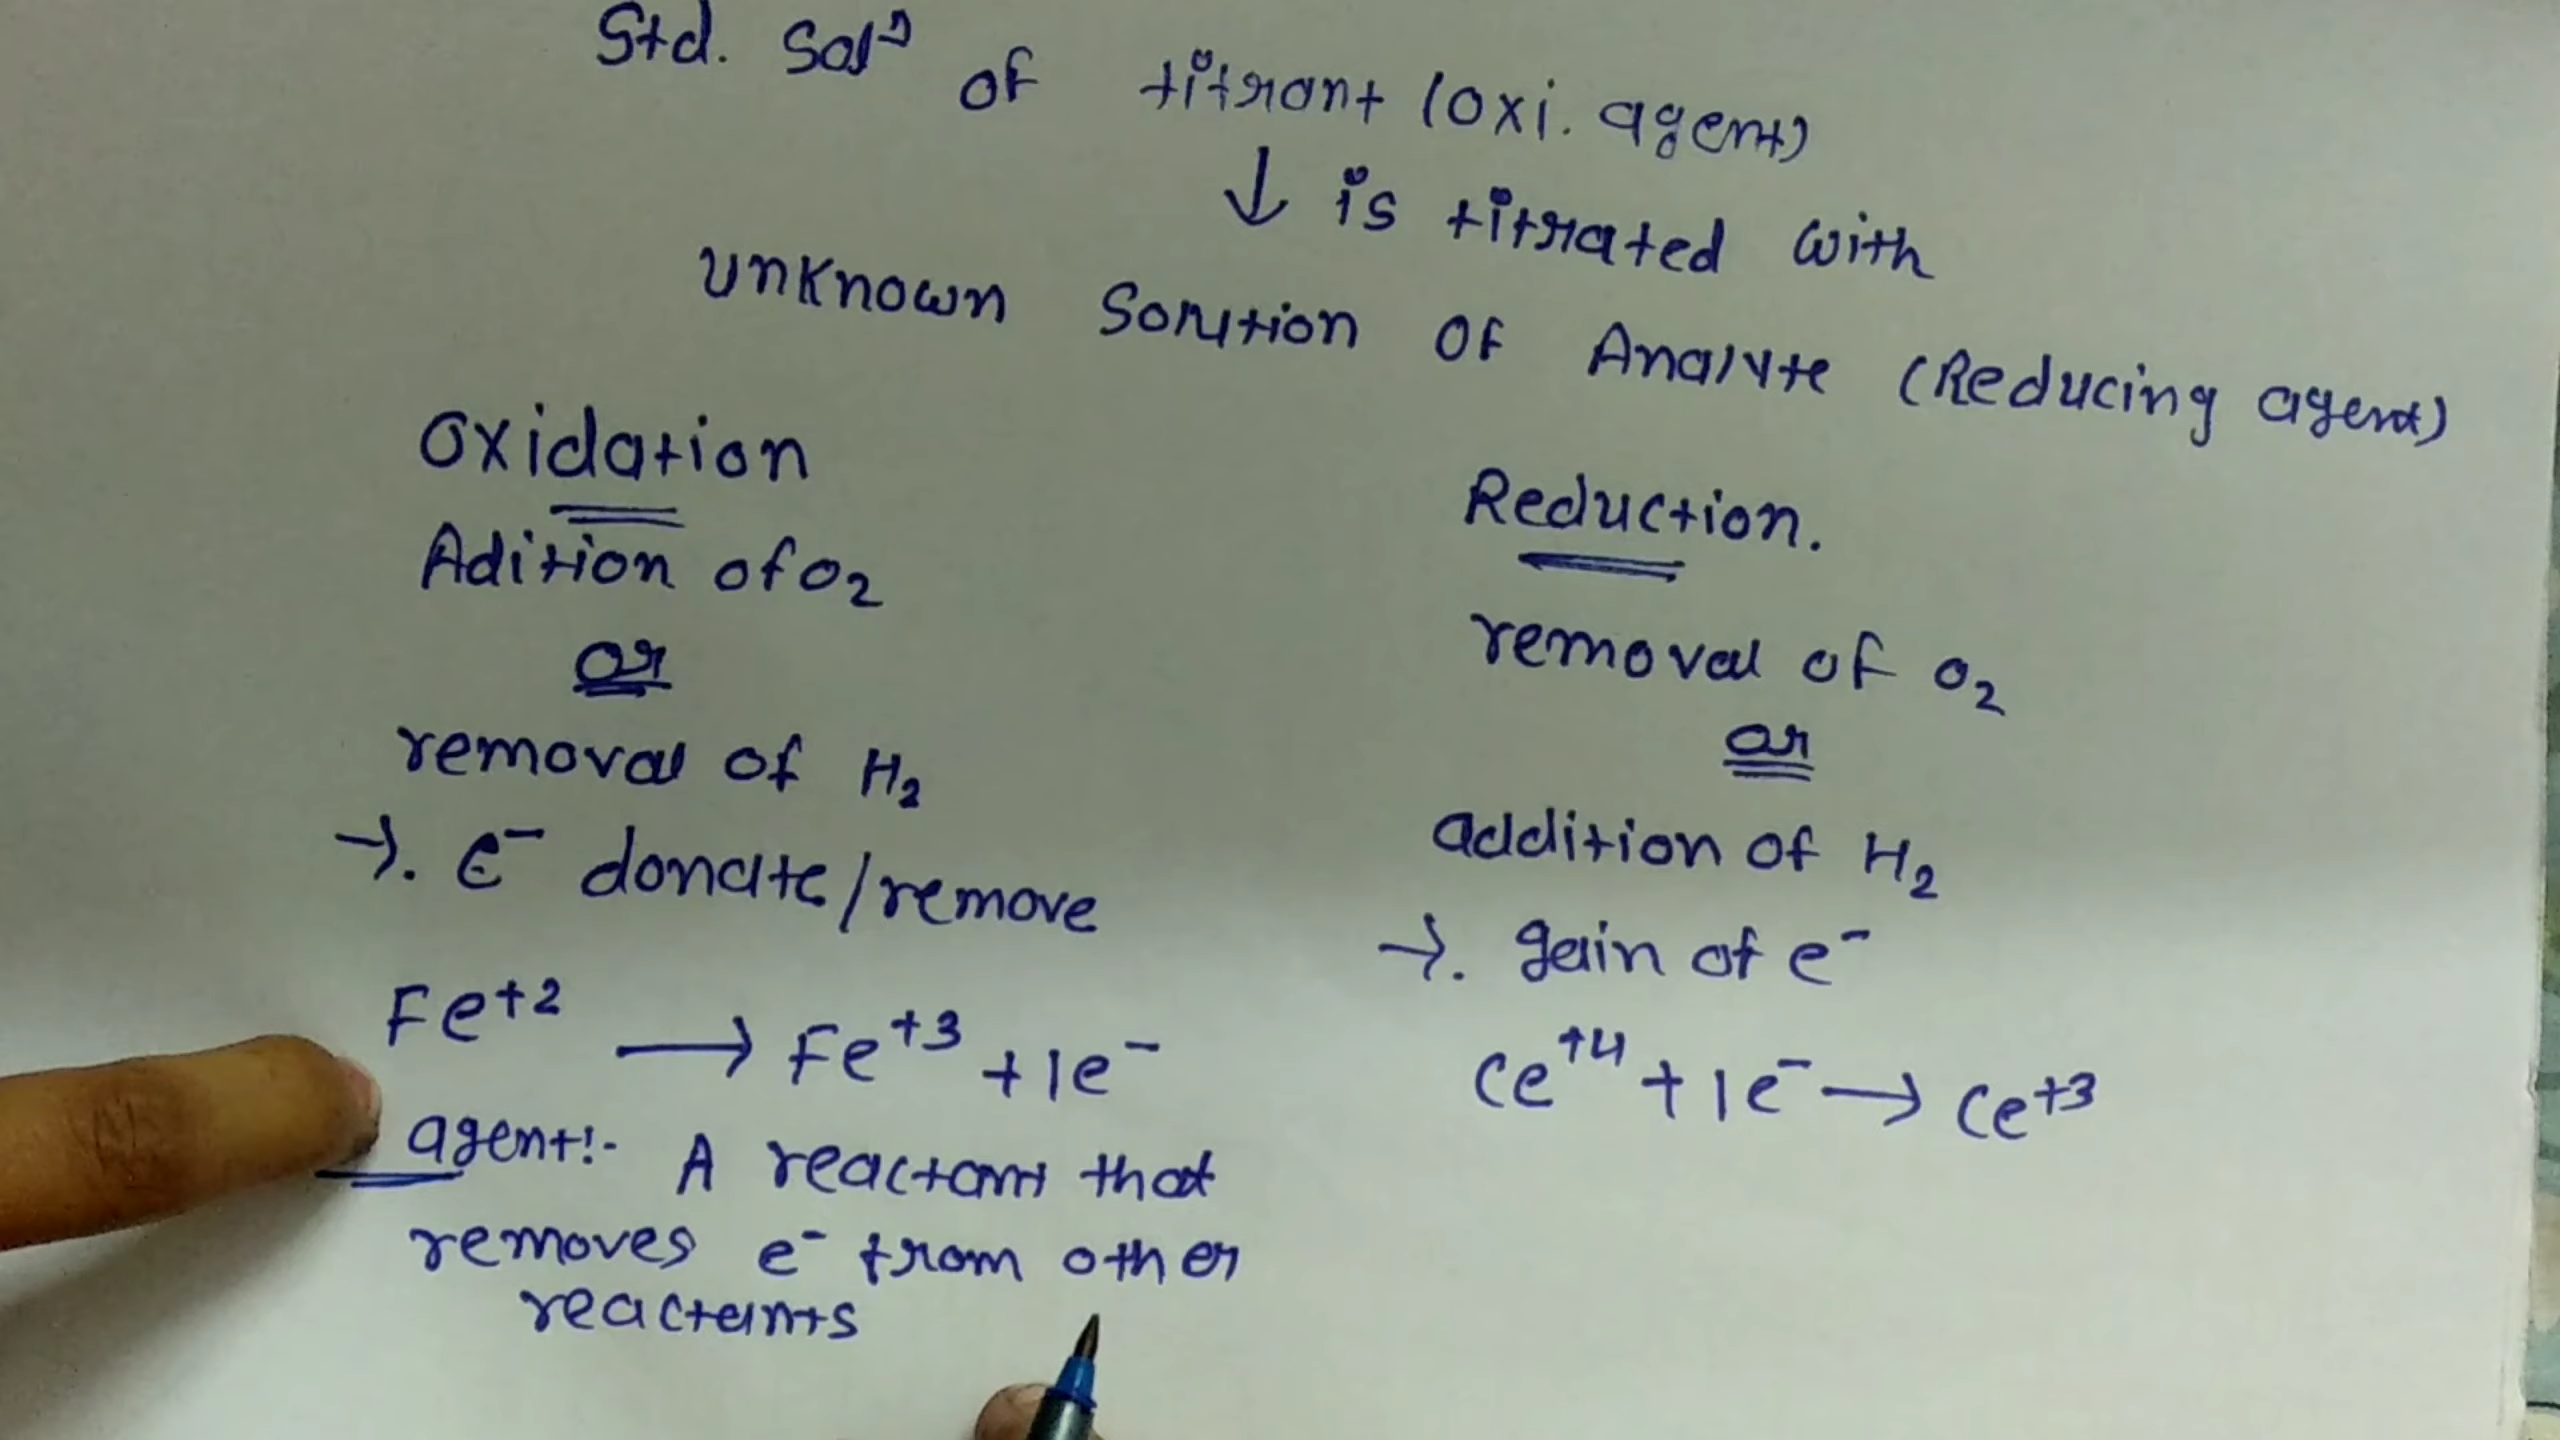 Std. Solⁿ of titrant (oxi. agent)
↓ is titrated with
unknown Solution of Analyte (Reducing agent)
Oxidation
Adition of O₂
or
removal of H₂
→. e⁻ donate/remove
Fe⁺² → Fe⁺³ + 1e⁻
agent:- A reactant that
removes e⁻ from other
reactants
Reduction.
removal of O₂
or
addition of H₂
→. gain of e⁻
Ce⁺⁴ + 1e⁻ → Ce⁺³